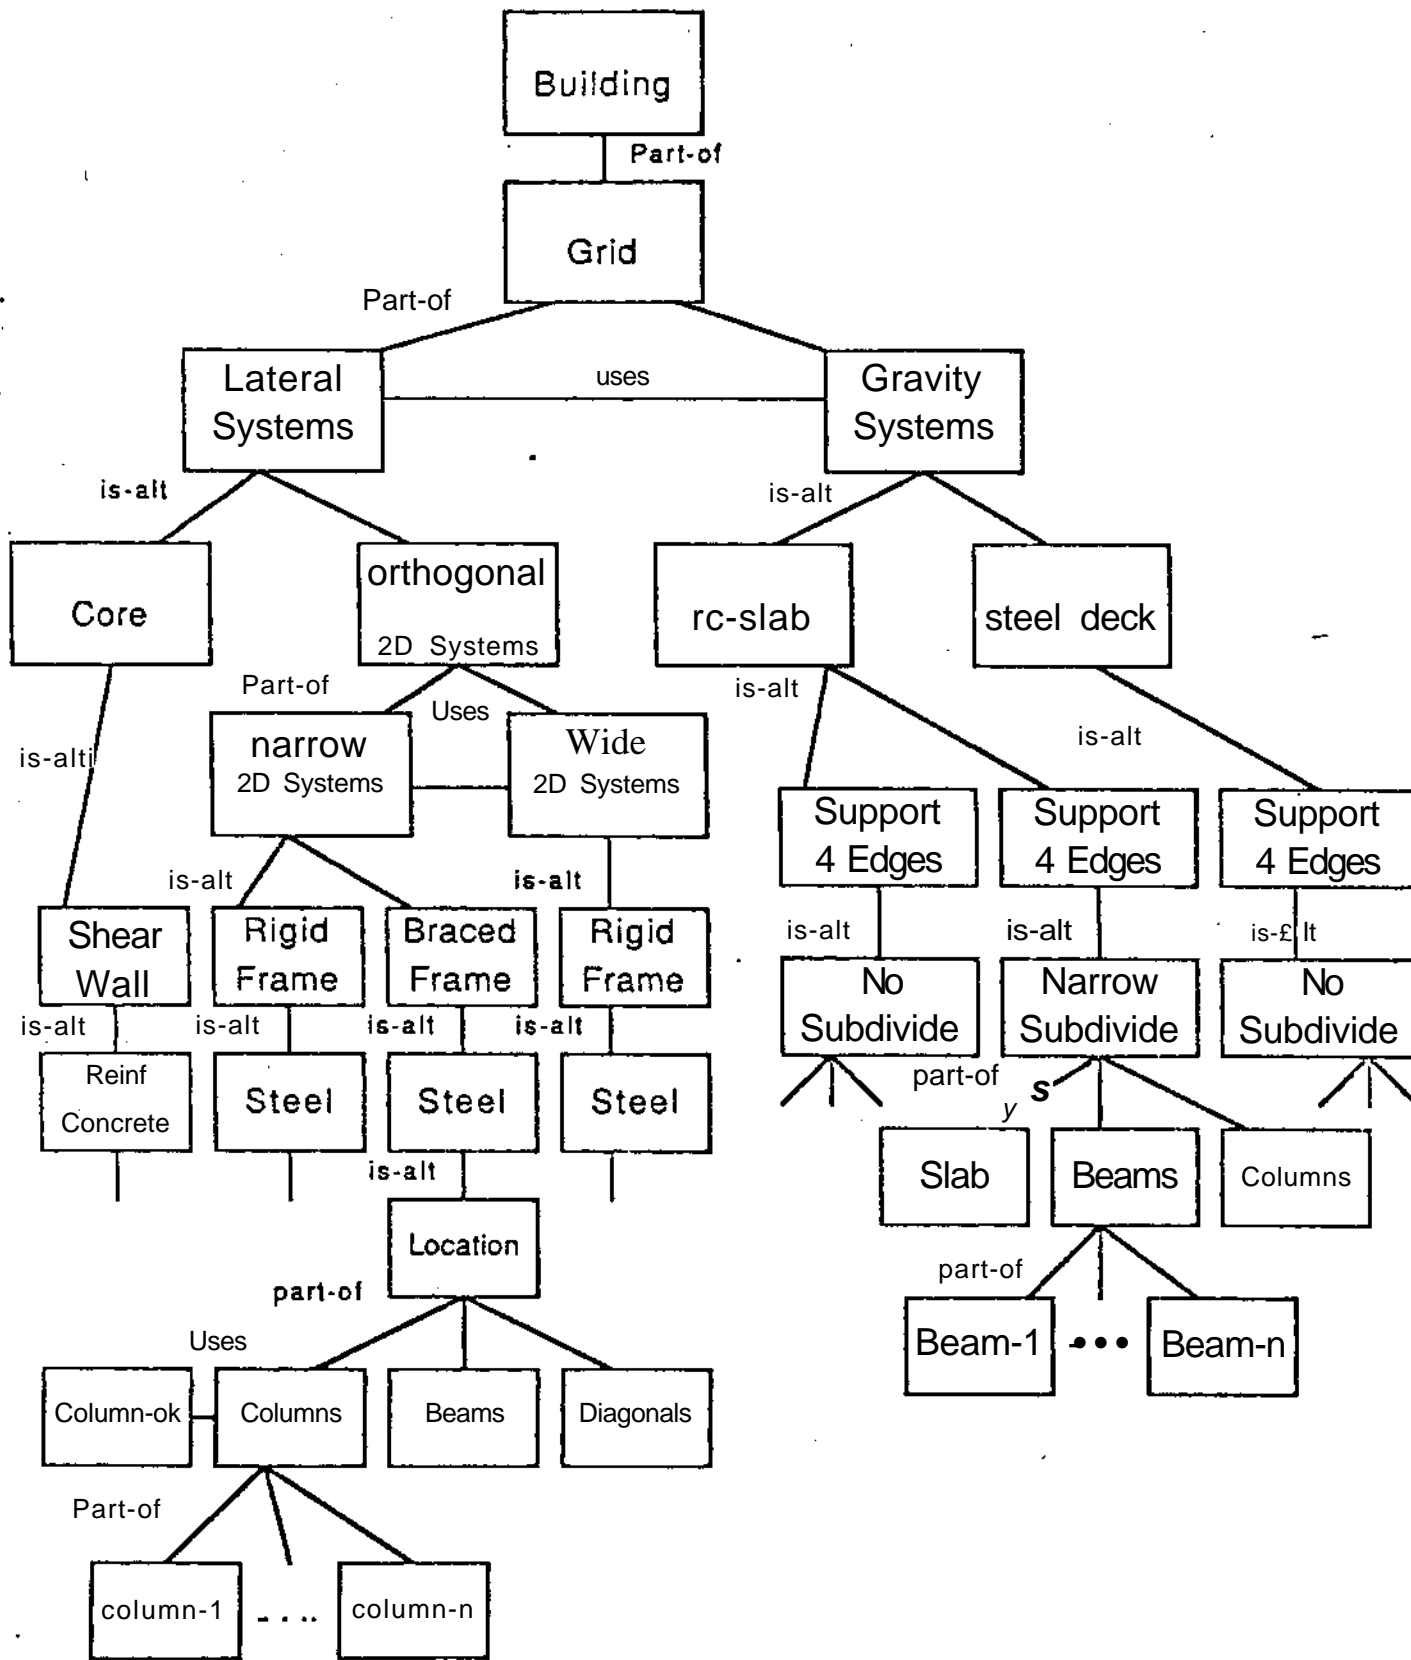 Building
Part-of
Grid
Part-of
Lateral
Systems
uses
Gravity
Systems
is-alt
is-alt
Core
orthogonal
2D Systems
rc-slab
steel deck
Part-of
Uses
is-alt
is-alt
is-alti
narrow
2D Systems
Wide
2D Systems
Support
4 Edges
Support
4 Edges
Support
4 Edges
is-alt
is-alt
is-alt
is-alt
is-£ lt
Shear
Wall
Rigid
Frame
Braced
Frame
Rigid
Frame
No
Subdivide
Narrow
Subdivide
No
Subdivide
is-alt
is-alt
is-alt
is-alt
part-of
y s
Reinf
Concrete
Steel
Steel
Steel
is-alt
Slab
Beams
Columns
Location
part-of
part-of
Beam-1 ••• Beam-n
Uses
Column-ok
Columns
Beams
Diagonals
Part-of
column-1 .... column-n